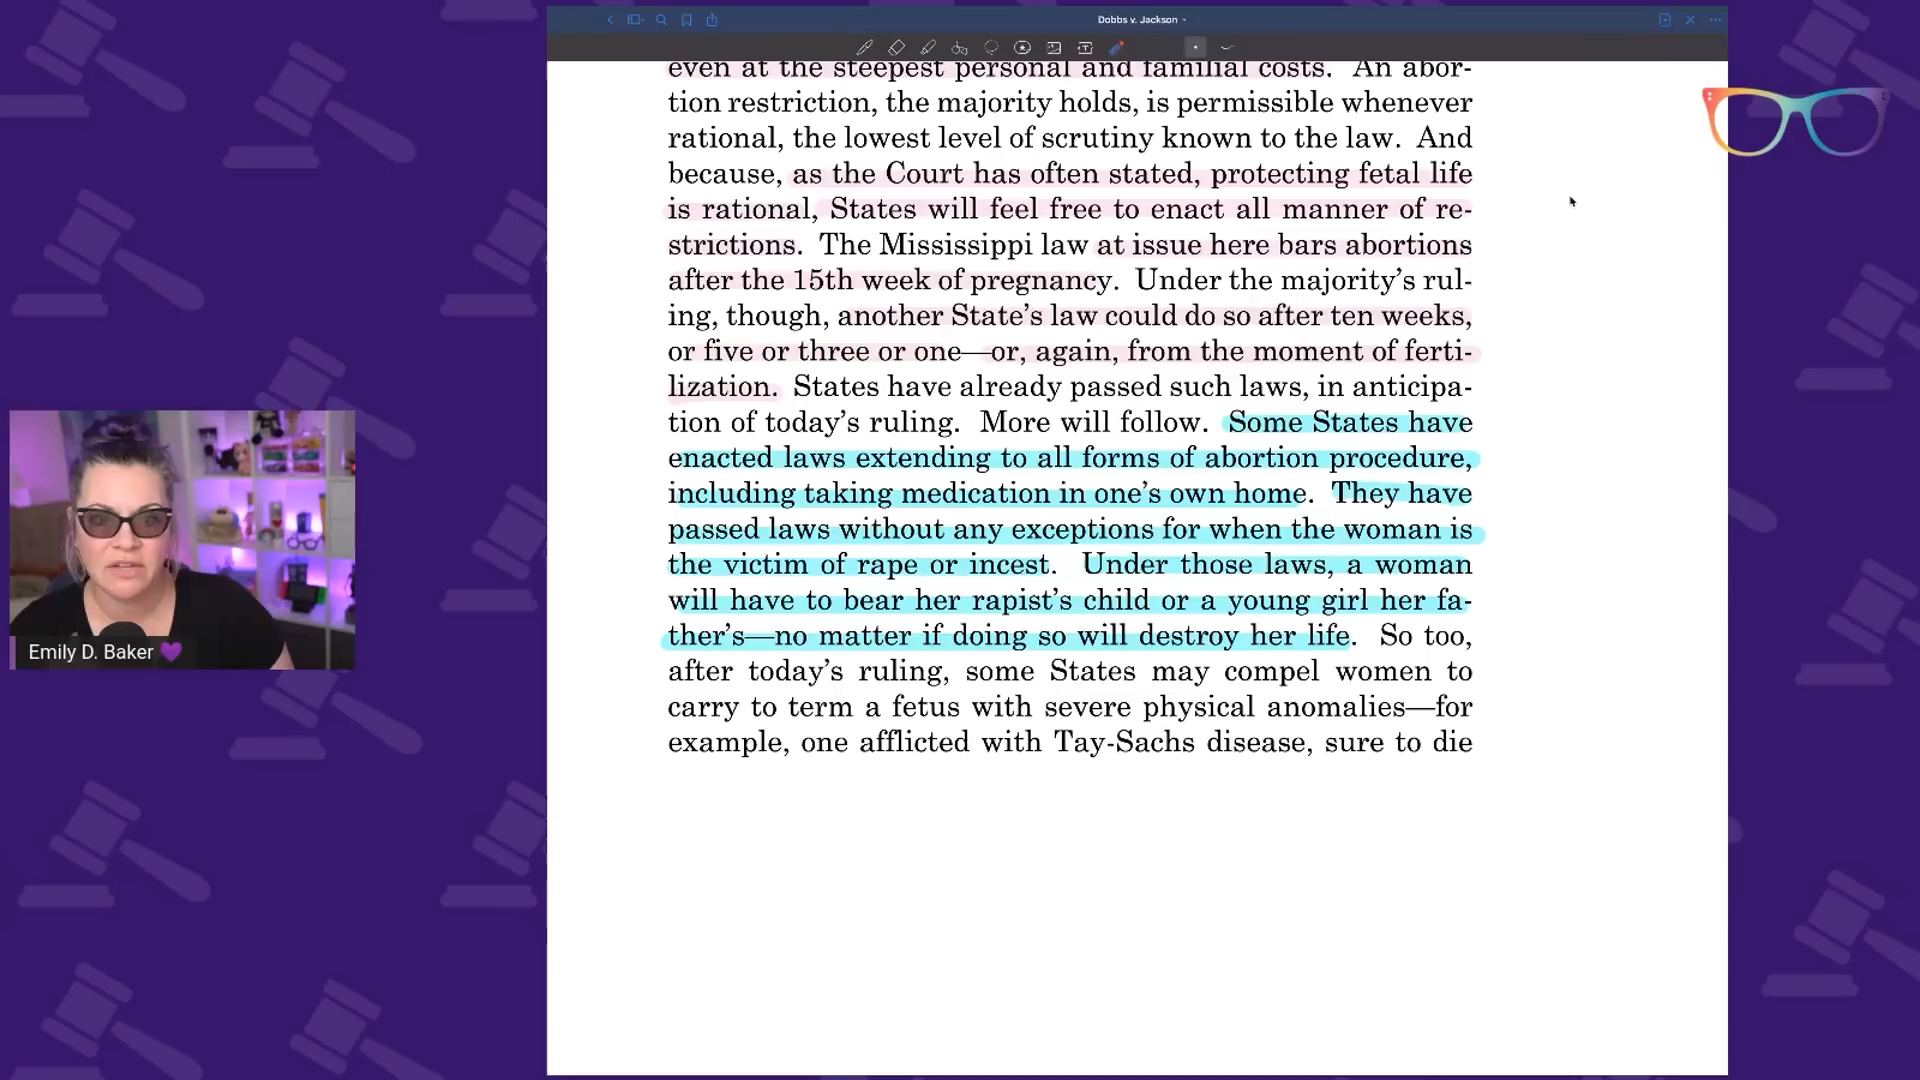 Dobbs v. Jackson
even at the steepest personal and familial costs. An abor-
tion restriction, the majority holds, is permissible whenever
rational, the lowest level of scrutiny known to the law. And
because, as the Court has often stated, protecting fetal life
is rational, States will feel free to enact all manner of re-
strictions. The Mississippi law at issue here bars abortions
after the 15th week of pregnancy. Under the majority’s rul-
ing, though, another State’s law could do so after ten weeks,
or five or three or one—or, again, from the moment of ferti-
lization. States have already passed such laws, in anticipa-
tion of today’s ruling. More will follow. Some States have
enacted laws extending to all forms of abortion procedure,
including taking medication in one’s own home. They have
passed laws without any exceptions for when the woman is
the victim of rape or incest. Under those laws, a woman
will have to bear her rapist’s child or a young girl her fa-
ther’s—no matter if doing so will destroy her life. So too,
after today’s ruling, some States may compel women to
carry to term a fetus with severe physical anomalies—for
example, one afflicted with Tay-Sachs disease, sure to die
Emily D. Baker 💜